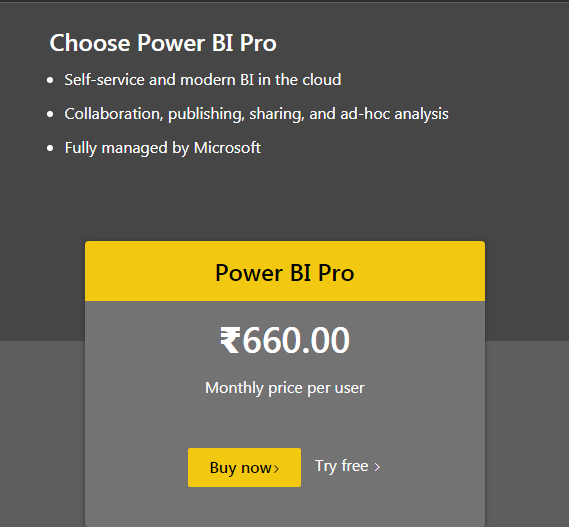 Choose Power BI Pro
Self-service and modern BI in the cloud
Collaboration, publishing, sharing, and ad-hoc analysis
Fully managed by Microsoft
Power BI Pro
₹660.00
Monthly price per user
Buy now›
Try free ›